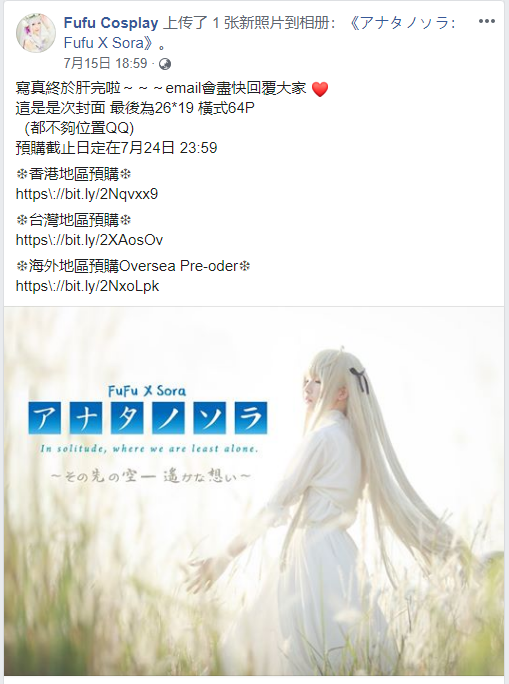 Fufu Cosplay 上传了 1 张新照片到相册：《アナタノソラ：
Fufu X Sora》。
7月15日 18:59 ·
寫真終於肝完啦～～～email會盡快回覆大家 ❤
這是是次封面 最後為26*19 橫式64P
（都不夠位置QQ)
預購截止日定在7月24日 23:59
❊香港地區預購❊
https\://bit.ly/2Nqvxx9
❊台灣地區預購❊
https\://bit.ly/2XAosOv
❊海外地區預購Oversea Pre-oder❊
https\://bit.ly/2NxoLpk
FuFu X Sora
アナタノソラ
In solitude, where we are least alone.
～その先の空━ 遥かな想い～